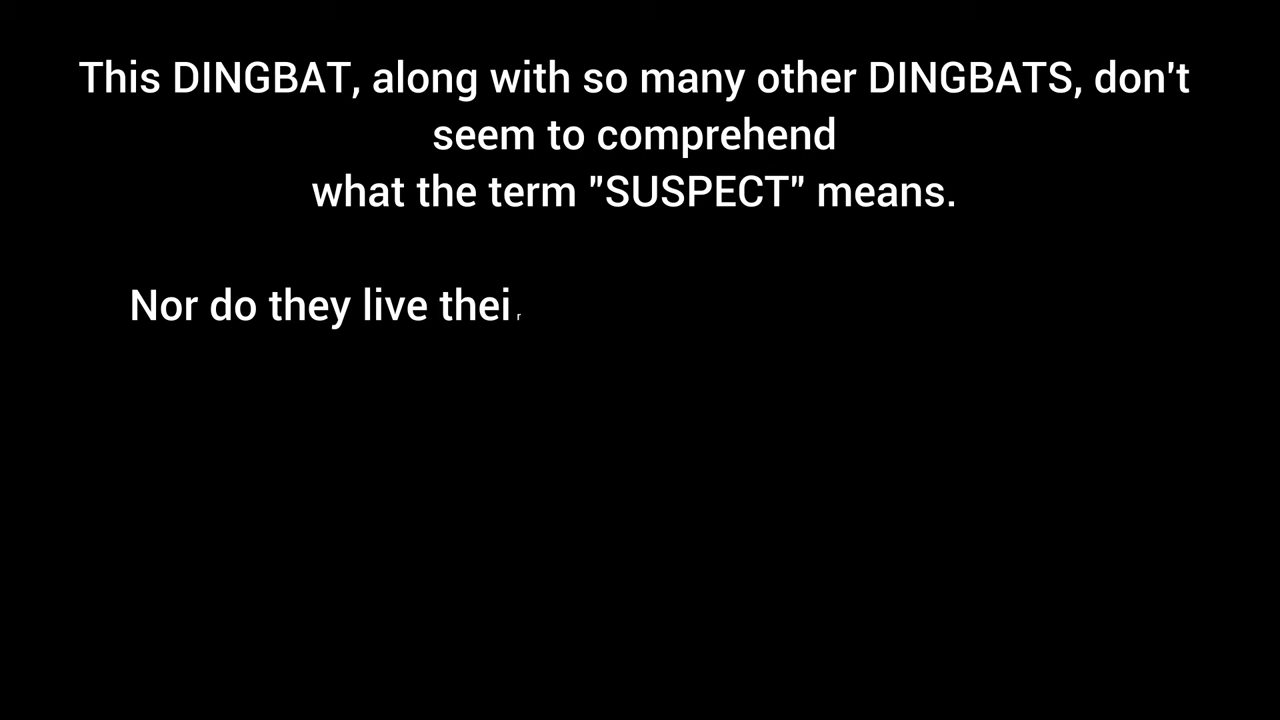 This DINGBAT, along with so many other DINGBATS, don't
seem to comprehend
what the term "SUSPECT" means.
Nor do they live their